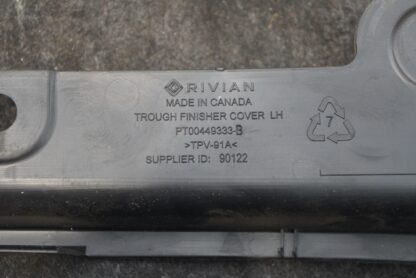 RIVIAN
MADE IN CANADA
TROUGH FINISHER COVER LH
PT00449333-B
>TPV-91A<
SUPPLIER ID: 90122
7